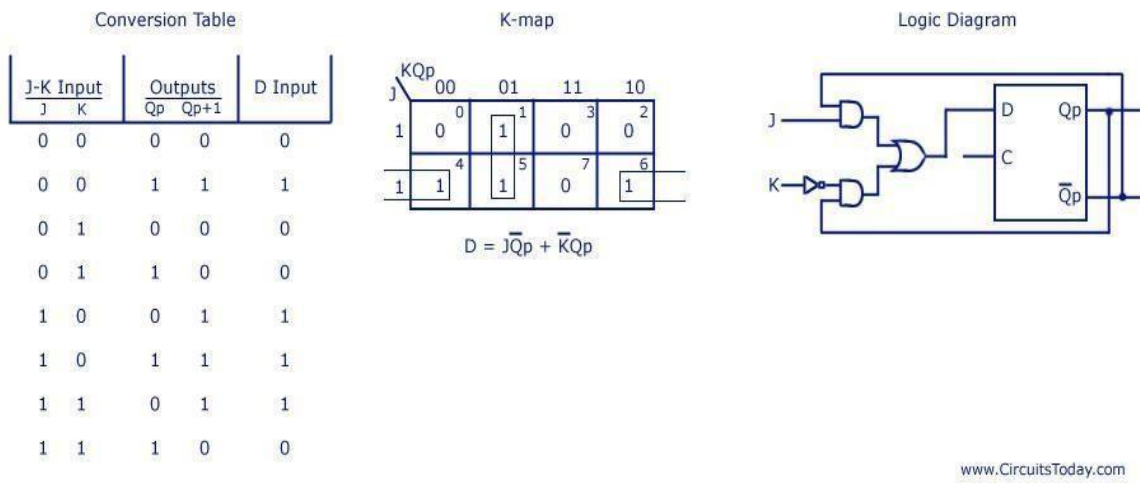 Conversion Table
J-K Input Outputs D Input
J K Qp Qp+1
0 0 0 0 0
0 0 1 1 1
0 1 0 0 0
0 1 1 0 0
1 0 0 1 1
1 0 1 1 1
1 1 0 1 1
1 1 1 0 0
K-map
KQp
J 00 01 11 10
0 1 3 2
1 0 1 0 0
4 5 7 6
1 1 1 0 1
D = JQ̅p + K̅Qp
Logic Diagram
J
K
D Qp
C
Q̅p
www.CircuitsToday.com